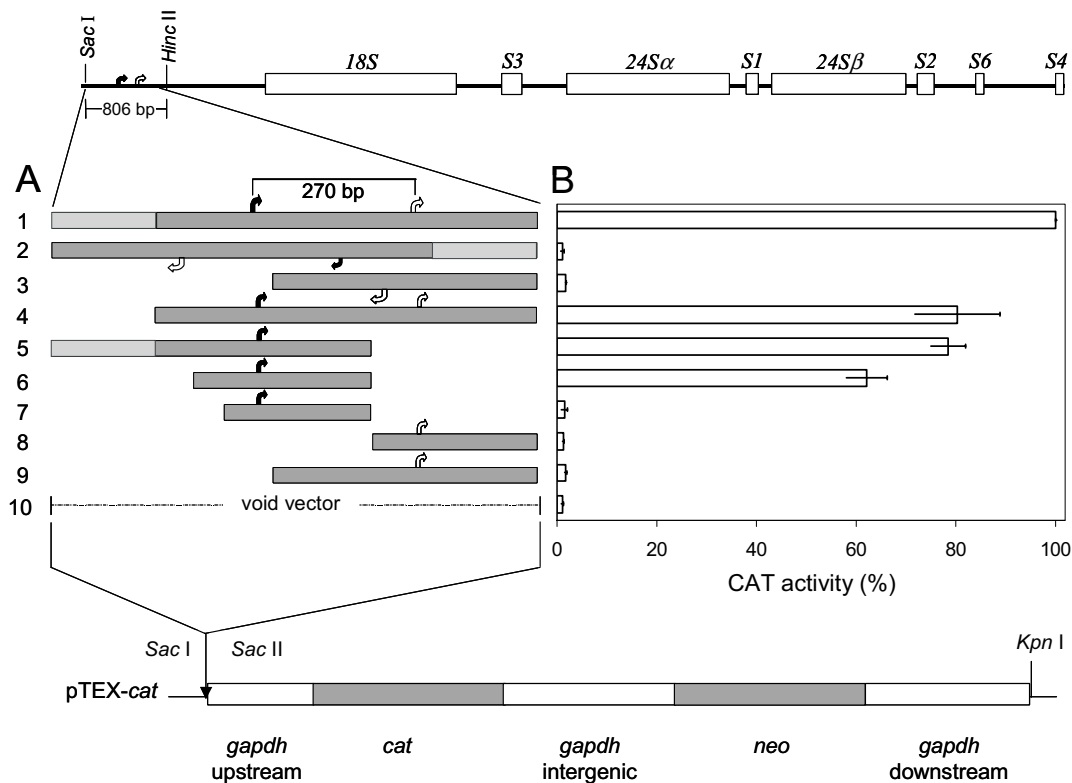 Sac I
Hinc II
18S
S3
24Sα
S1
24Sβ
S2
S6
S4
806 bp
A
B
270 bp
1
2
3
4
5
6
7
8
9
10
void vector
0 20 40 60 80 100
CAT activity (%)
Sac I
Sac II
Kpn I
pTEX-cat
gapdh upstream
cat
gapdh intergenic
neo
gapdh downstream